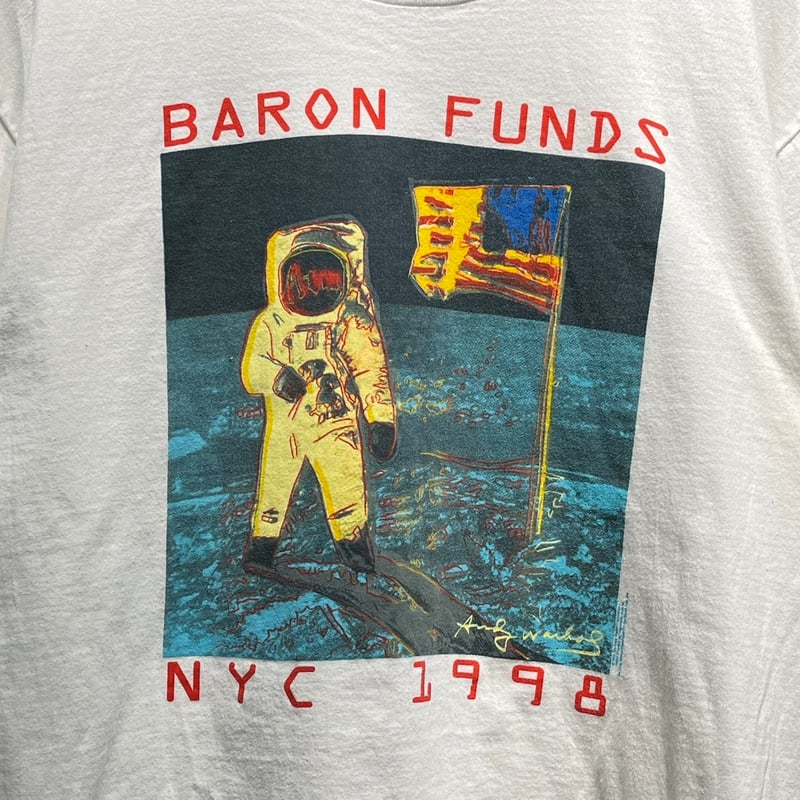 BARON FUNDS
Andy Warhol
NYC 1998